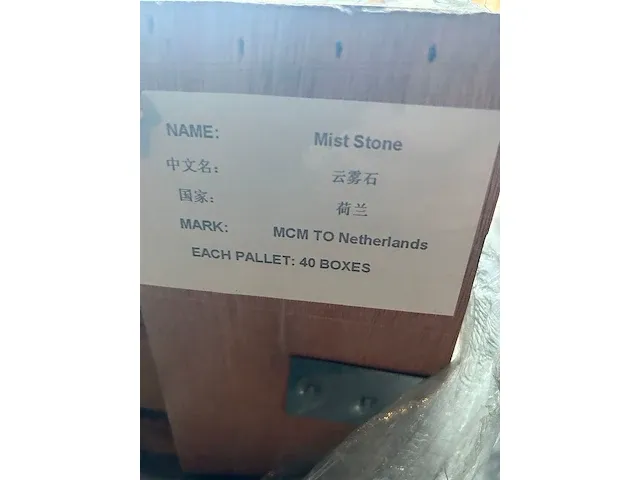 NAME: Mist Stone
中文名: 云雾石
国家: 荷兰
MARK: MCM TO Netherlands
EACH PALLET: 40 BOXES